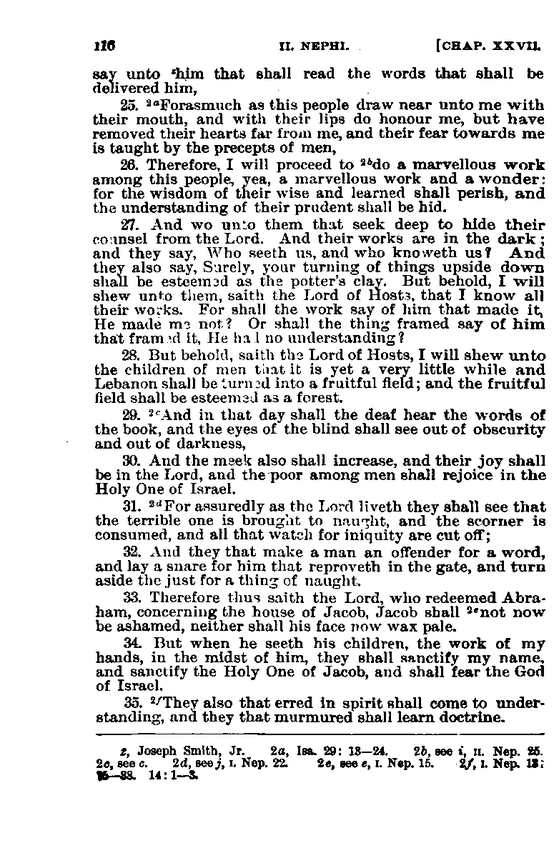 116 II. NEPHI. [CHAP. XXVII.
say unto ᶻhim that shall read the words that shall be
delivered him,
25. ²ᵃForasmuch as this people draw near unto me with
their mouth, and with their lips do honour me, but have
removed their hearts far from me, and their fear towards me
is taught by the precepts of men,
26. Therefore, I will proceed to ²ᵇdo a marvellous work
among this people, yea, a marvellous work and a wonder:
for the wisdom of their wise and learned shall perish, and
the understanding of their prudent shall be hid.
27. And wo unto them that seek deep to hide their
counsel from the Lord. And their works are in the dark;
and they say, Who seeth us, and who knoweth us? And
they also say, Surely, your turning of things upside down
shall be esteemed as the potter's clay. But behold, I will
shew unto them, saith the Lord of Hosts, that I know all
their works. For shall the work say of him that made it,
He made me not? Or shall the thing framed say of him
that framed it, He had no understanding?
28. But behold, saith the Lord of Hosts, I will shew unto
the children of men that it is yet a very little while and
Lebanon shall be turned into a fruitful field; and the fruitful
field shall be esteemed as a forest.
29. ²ᶜAnd in that day shall the deaf hear the words of
the book, and the eyes of the blind shall see out of obscurity
and out of darkness,
30. And the meek also shall increase, and their joy shall
be in the Lord, and the poor among men shall rejoice in the
Holy One of Israel.
31. ²ᵈFor assuredly as the Lord liveth they shall see that
the terrible one is brought to naught, and the scorner is
consumed, and all that watch for iniquity are cut off;
32. And they that make a man an offender for a word,
and lay a snare for him that reproveth in the gate, and turn
aside the just for a thing of naught.
33. Therefore thus saith the Lord, who redeemed Abra-
ham, concerning the house of Jacob, Jacob shall ²ᵉnot now
be ashamed, neither shall his face now wax pale.
34. But when he seeth his children, the work of my
hands, in the midst of him, they shall sanctify my name,
and sanctify the Holy One of Jacob, and shall fear the God
of Israel.
35. ²ᶠThey also that erred in spirit shall come to under-
standing, and they that murmured shall learn doctrine.
z, Joseph Smith, Jr. 2a, Isa. 29: 13—24. 2b, see i, II. Nep. 25.
2c, see c. 2d, see j, I. Nep. 22. 2e, see e, I. Nep. 15. 2f, I. Nep. 13:
14: 1—3.